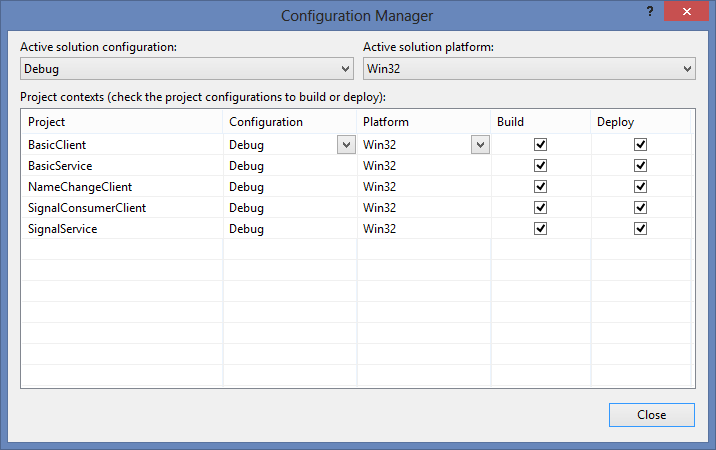 Configuration Manager
?
Active solution configuration: Active solution platform:
Debug Win32
Project contexts (check the project configurations to build or deploy):
Project Configuration Platform Build Deploy
BasicClient Debug Win32
BasicService Debug Win32
NameChangeClient Debug Win32
SignalConsumerClient Debug Win32
SignalService Debug Win32
Close